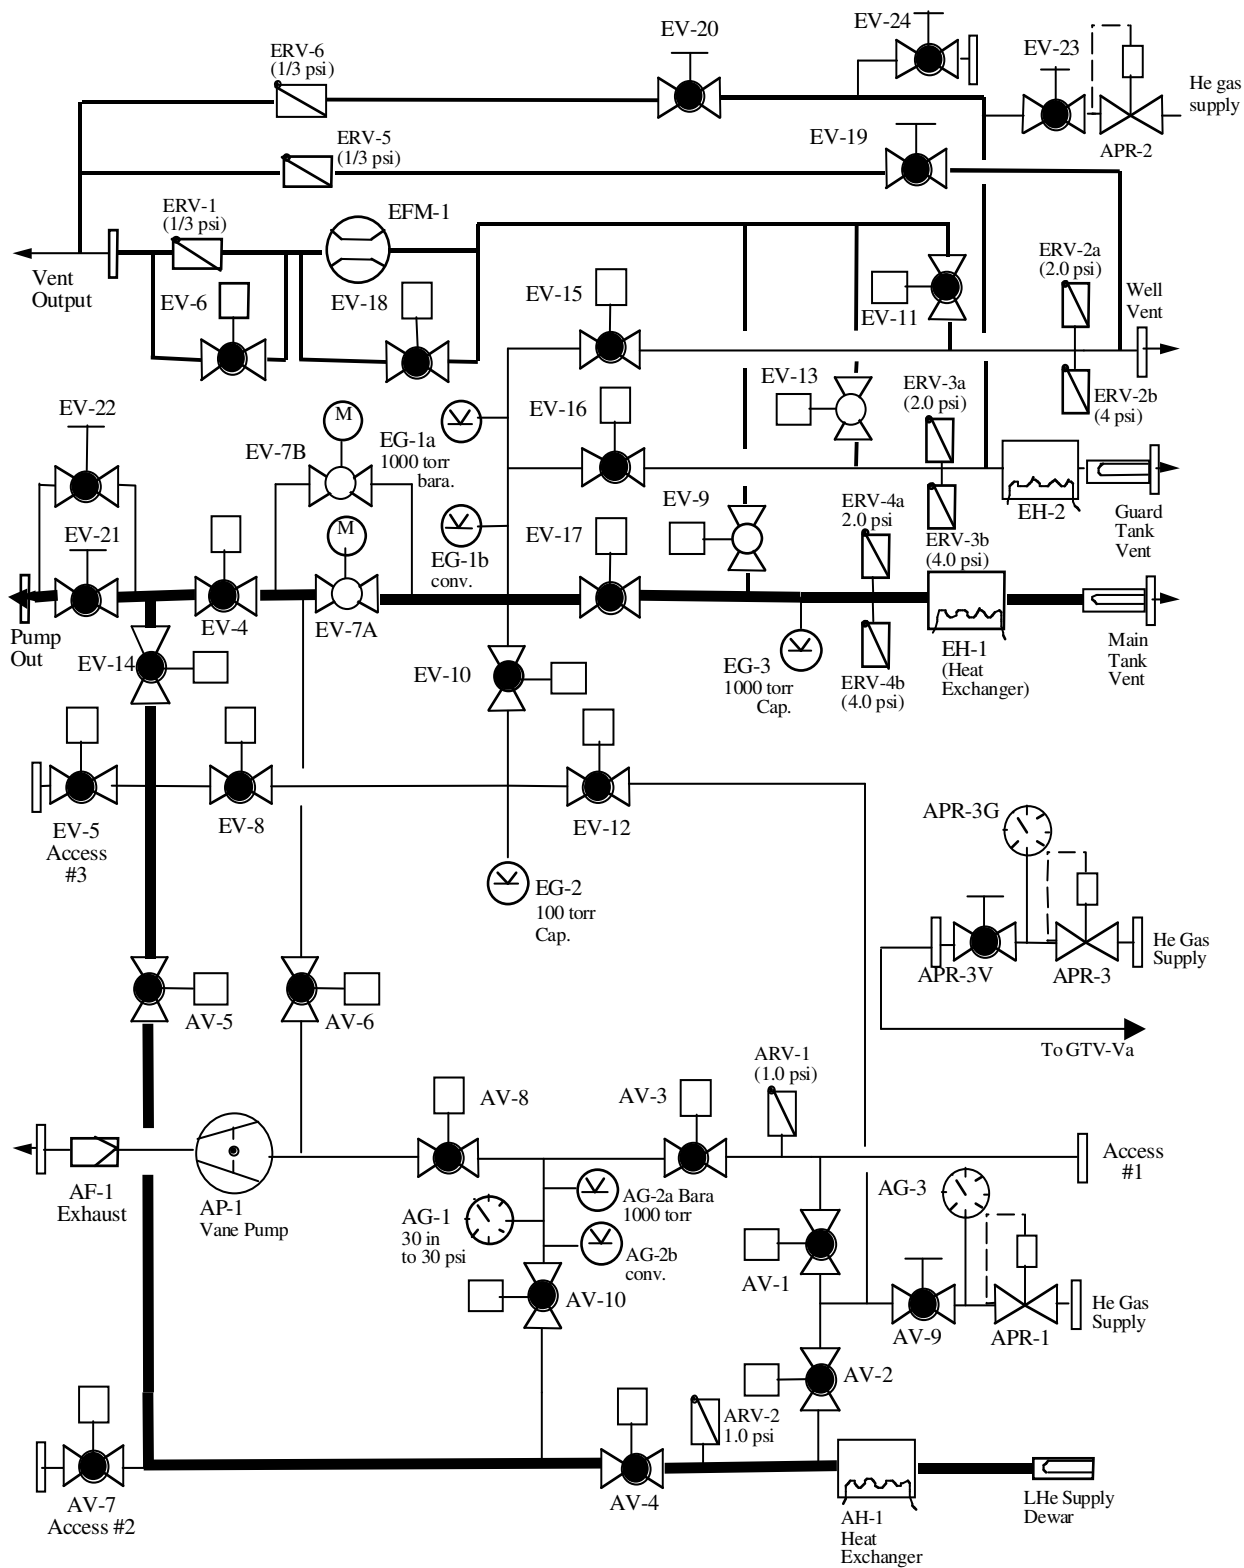 EV-24
EV-20
ERV-6
(1/3 psi)
EV-23
He gas
supply
APR-2
ERV-5
(1/3 psi)
EV-19
ERV-1
(1/3 psi)
EFM-1
Vent
Output
EV-6
EV-18
EV-15
EV-11
ERV-2a
(2.0 psi)
Well
Vent
EV-13
ERV-3a
(2.0 psi)
ERV-2b
(4 psi)
EV-22
M
EV-7B
EG-1a
1000 torr
bara.
EV-16
EV-21
M
EG-1b
conv.
EV-17
EV-9
ERV-4a
2.0 psi
ERV-3b
(4.0 psi)
EH-2
Guard
Tank
Vent
Pump
Out
EV-4
EV-7A
EV-14
EV-10
EG-3
1000 torr
Cap.
ERV-4b
(4.0 psi)
EH-1
(Heat
Exchanger)
Main
Tank
Vent
EV-5
Access
#3
EV-8
EV-12
APR-3G
EG-2
100 torr
Cap.
APR-3V
APR-3
He Gas
Supply
AV-5
AV-6
To GTV-Va
ARV-1
(1.0 psi)
AV-8
AV-3
AF-1
Exhaust
AP-1
Vane Pump
AG-1
30 in
to 30 psi
AG-2a Bara
1000 torr
AG-2b
conv.
AG-3
Access
#1
AV-1
AV-10
AV-9
APR-1
He Gas
Supply
AV-2
ARV-2
1.0 psi
AV-7
Access #2
AV-4
AH-1
Heat
Exchanger
LHe Supply
Dewar